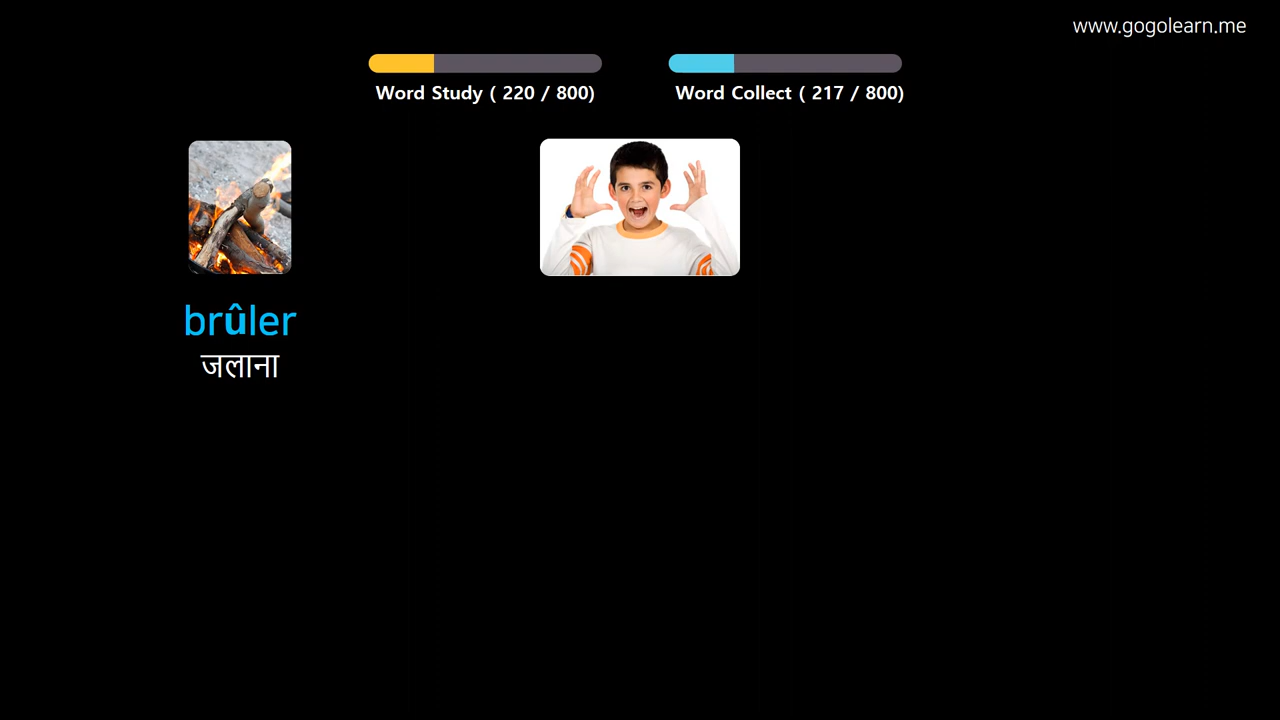 www.gogolearn.me
Word Study ( 220 / 800)
Word Collect ( 217 / 800)
brûler
जलाना